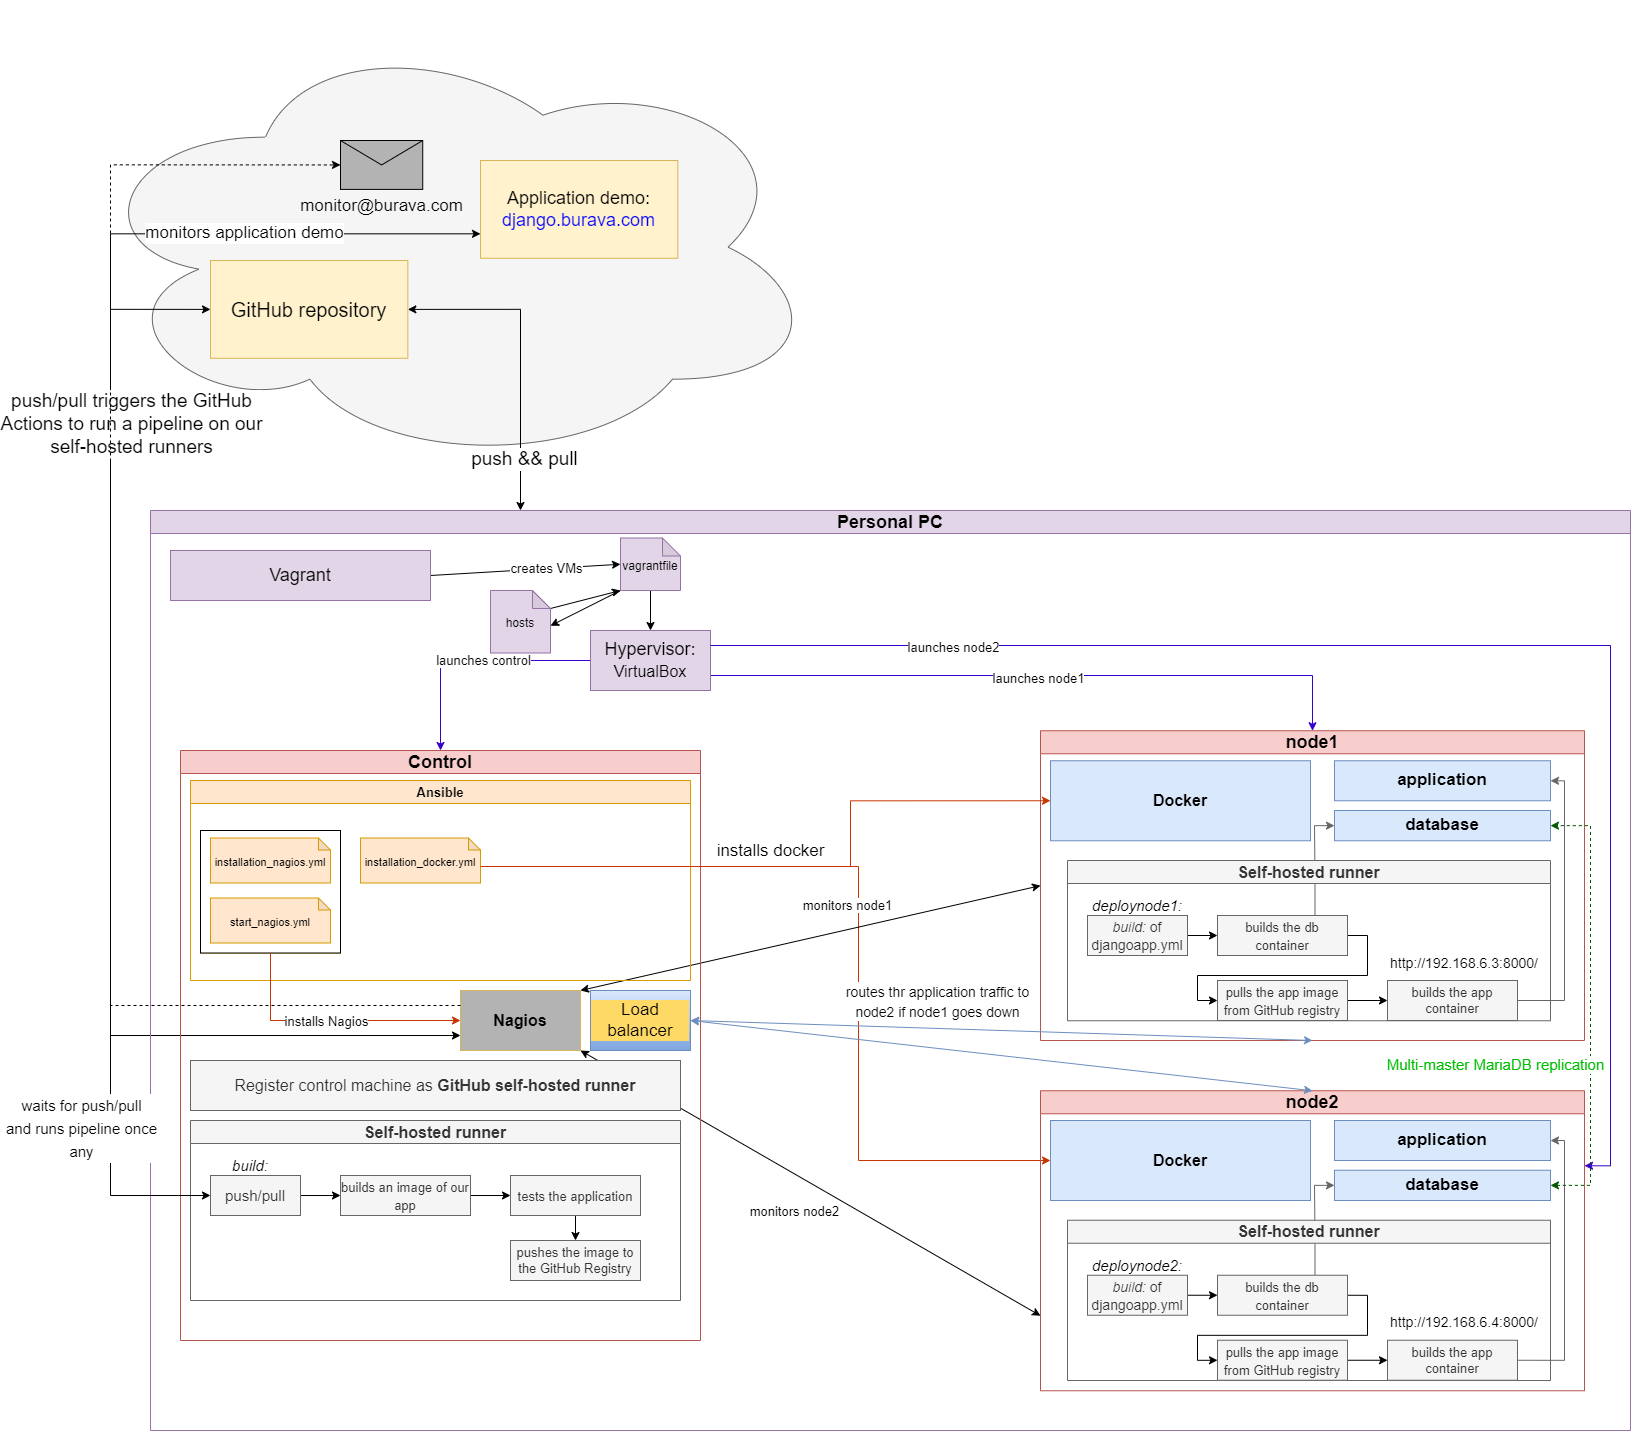 monitor@burava.com
Application demo:
django.burava.com
monitors application demo
GitHub repository
push/pull triggers the GitHub
Actions to run a pipeline on our
self-hosted runners
push && pull
Personal PC
Vagrant
creates VMs
vagrantfile
hosts
Hypervisor:
VirtualBox
launches control
launches node2
launches node1
Control
Ansible
installation_nagios.yml
installation_docker.yml
start_nagios.yml
installs docker
monitors node1
installs Nagios
Nagios
Load
balancer
routes thr application traffic to
node2 if node1 goes down
Register control machine as GitHub self-hosted runner
waits for push/pull
and runs pipeline once
any
Self-hosted runner
build:
push/pull
builds an image of our
app
tests the application
pushes the image to
the GitHub Registry
monitors node2
node1
Docker
application
database
Self-hosted runner
deploynode1:
build: of
djangoapp.yml
builds the db
container
http://192.168.6.3:8000/
pulls the app image
from GitHub registry
builds the app
container
Multi-master MariaDB replication
node2
Docker
application
database
Self-hosted runner
deploynode2:
build: of
djangoapp.yml
builds the db
container
http://192.168.6.4:8000/
pulls the app image
from GitHub registry
builds the app
container